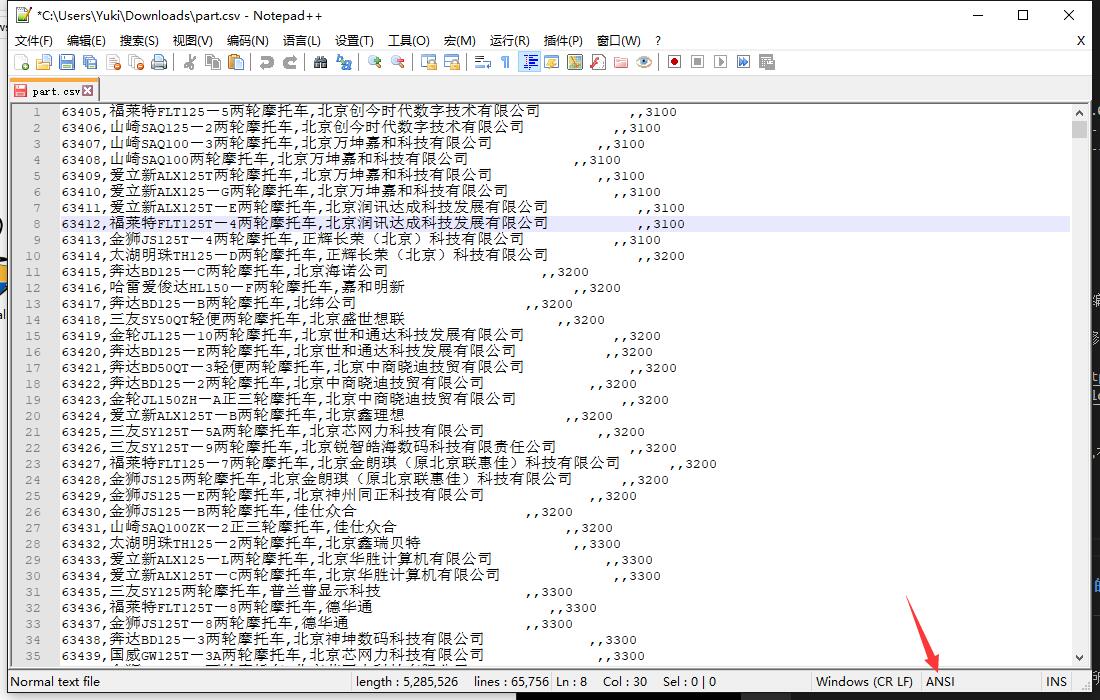 *C:\Users\Yuki\Downloads\part.csv - Notepad++
文件(F) 编辑(E) 搜索(S) 视图(V) 编码(N) 语言(L) 设置(T) 工具(O) 宏(M) 运行(R) 插件(P) 窗口(W) ? X
part.csv
1 63405,福莱特FLT125-5两轮摩托车,北京创今时代数字技术有限公司 ,,3100
2 63406,山崎SAQ125-2两轮摩托车,北京创今时代数字技术有限公司 ,,3100
3 63407,山崎SAQ100-3两轮摩托车,北京万坤嘉和科技有限公司 ,,3100
4 63408,山崎SAQ100两轮摩托车,北京万坤嘉和科技有限公司 ,,3100
5 63409,爱立新ALX125T两轮摩托车,北京万坤嘉和科技有限公司 ,,3100
6 63410,爱立新ALX125-G两轮摩托车,北京万坤嘉和科技有限公司 ,,3100
7 63411,爱立新ALX125T-E两轮摩托车,北京润讯达成科技发展有限公司 ,,3100
8 63412,福莱特FLT125T-4两轮摩托车,北京润讯达成科技发展有限公司 ,,3100
9 63413,金狮JS125T-4两轮摩托车,正辉长荣（北京）科技有限公司 ,,3100
10 63414,太湖明珠TH125-D两轮摩托车,正辉长荣（北京）科技有限公司 ,,3200
11 63415,奔达BD125-C两轮摩托车,北京海诺公司 ,,3200
12 63416,哈雷爱俊达HL150-F两轮摩托车,嘉和明新 ,,3200
13 63417,奔达BD125-B两轮摩托车,北纬公司 ,,3200
14 63418,三友SY50QT轻便两轮摩托车,北京盛世想联 ,,3200
15 63419,金轮JL125-10两轮摩托车,北京世和通达科技发展有限公司 ,,3200
16 63420,奔达BD125-E两轮摩托车,北京世和通达科技发展有限公司 ,,3200
17 63421,奔达BD50QT-3轻便两轮摩托车,北京中商晓迪技贸有限公司 ,,3200
18 63422,奔达BD125-2两轮摩托车,北京中商晓迪技贸有限公司 ,,3200
19 63423,金轮JL150ZH-A正三轮摩托车,北京中商晓迪技贸有限公司 ,,3200
20 63424,爱立新ALX125T-B两轮摩托车,北京鑫理想 ,,3200
21 63425,三友SY125T-5A两轮摩托车,北京芯网力科技有限公司 ,,3200
22 63426,三友SY125T-9两轮摩托车,北京锐智皓海数码科技有限责任公司 ,,3200
23 63427,福莱特FLT125-7两轮摩托车,北京金朗琪（原北京联惠佳）科技有限公司 ,,3200
24 63428,金狮JS125两轮摩托车,北京金朗琪（原北京联惠佳）科技有限公司 ,,3200
25 63429,金狮JS125-E两轮摩托车,北京神州同正科技有限公司 ,,3200
26 63430,金狮JS125-B两轮摩托车,佳仕众合 ,,3200
27 63431,山崎SAQ100ZK-2正三轮摩托车,佳仕众合 ,,3200
28 63432,太湖明珠TH125-2两轮摩托车,北京鑫瑞贝特 ,,3300
29 63433,爱立新ALX125-L两轮摩托车,北京华胜计算机有限公司 ,,3300
30 63434,爱立新ALX125T-C两轮摩托车,北京华胜计算机有限公司 ,,3300
31 63435,三友SY125两轮摩托车,普兰普显示科技 ,,3300
32 63436,福莱特FLT125T-8两轮摩托车,德华通 ,,3300
33 63437,金狮JS125T-8两轮摩托车,德华通 ,,3300
34 63438,奔达BD125-3两轮摩托车,北京神坤数码科技有限公司 ,,3300
35 63439,国威GW125T-3A两轮摩托车,北京芯网力科技有限公司 ,,3300
Normal text file length : 5,285,526 lines : 65,756 Ln : 8 Col : 30 Sel : 0 | 0 Windows (CR LF) ANSI INS